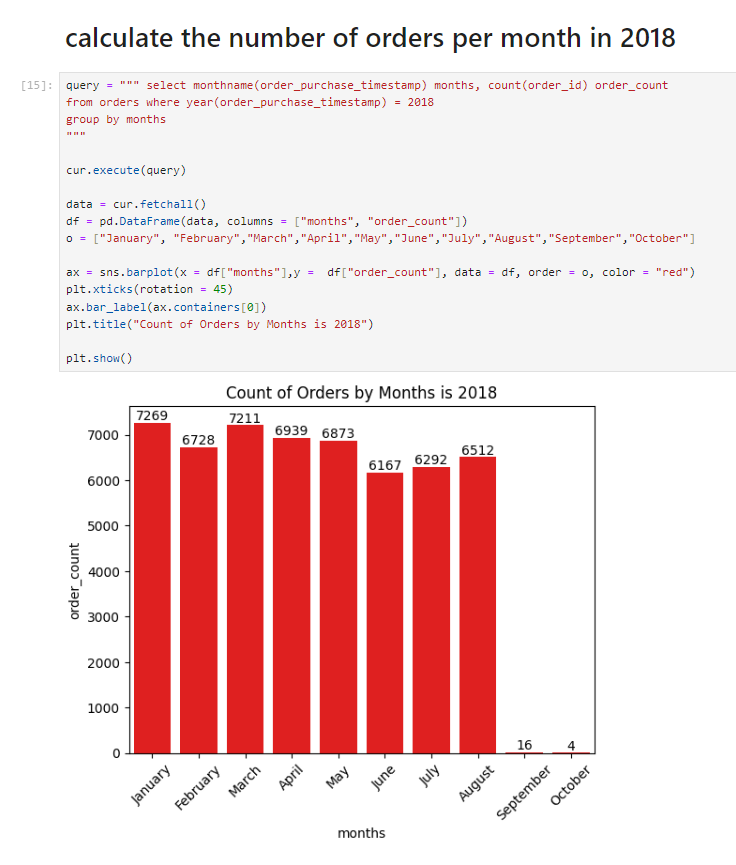 calculate the number of orders per month in 2018
[15]:
query = """ select monthname(order_purchase_timestamp) months, count(order_id) order_count
from orders where year(order_purchase_timestamp) = 2018
group by months
"""
cur.execute(query)
data = cur.fetchall()
df = pd.DataFrame(data, columns = ["months", "order_count"])
o = ["January", "February","March","April","May","June","July","August","September","October"]
ax = sns.barplot(x = df["months"],y =  df["order_count"], data = df, order = o, color = "red")
plt.xticks(rotation = 45)
ax.bar_label(ax.containers[0])
plt.title("Count of Orders by Months is 2018")
plt.show()
Count of Orders by Months is 2018
7269 6728 7211 6939 6873 6167 6292 6512 16 4
7000
6000
5000
4000
3000
2000
1000
0
order_count
January February March April May June July August September October
months